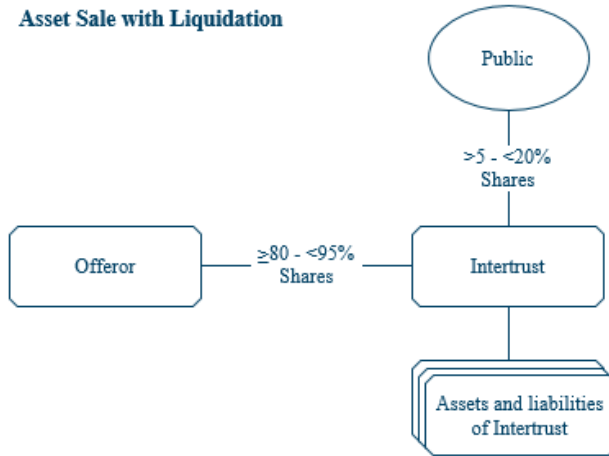 Asset Sale with Liquidation
Public
>5 - <20%
Shares
Offeror
≥80 - <95%
Shares
Intertrust
Assets and liabilities
of Intertrust